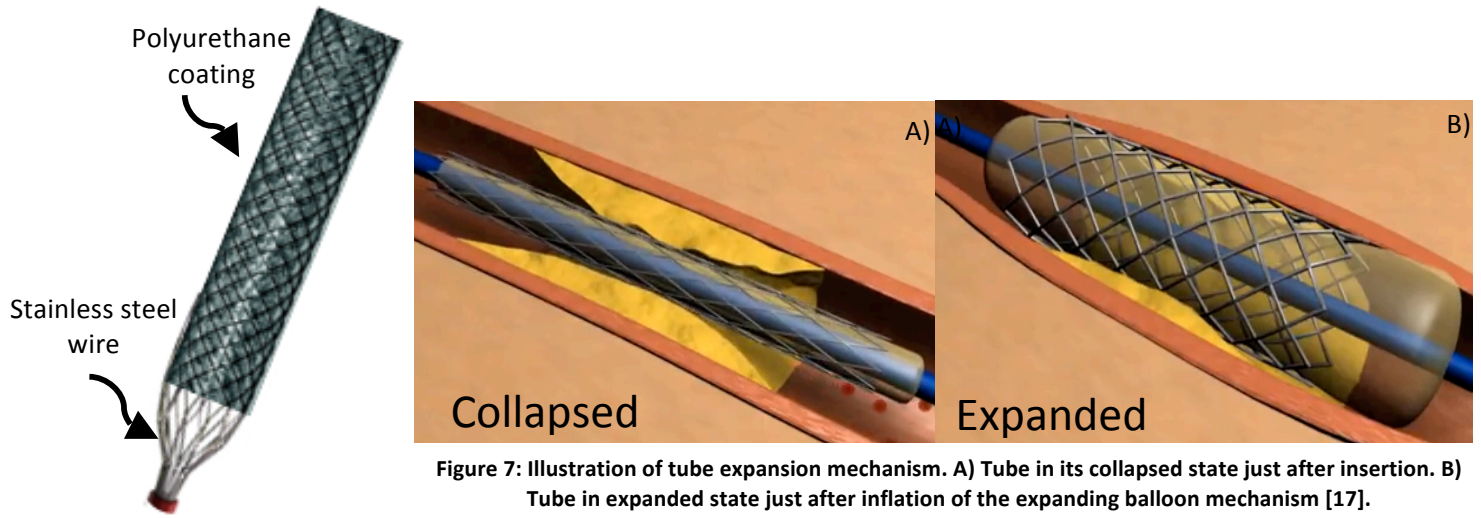 Polyurethane
coating
Stainless steel
wire
A)
Collapsed
A)
B)
Expanded
Figure 7: Illustration of tube expansion mechanism. A) Tube in its collapsed state just after insertion. B)
Tube in expanded state just after inflation of the expanding balloon mechanism [17].